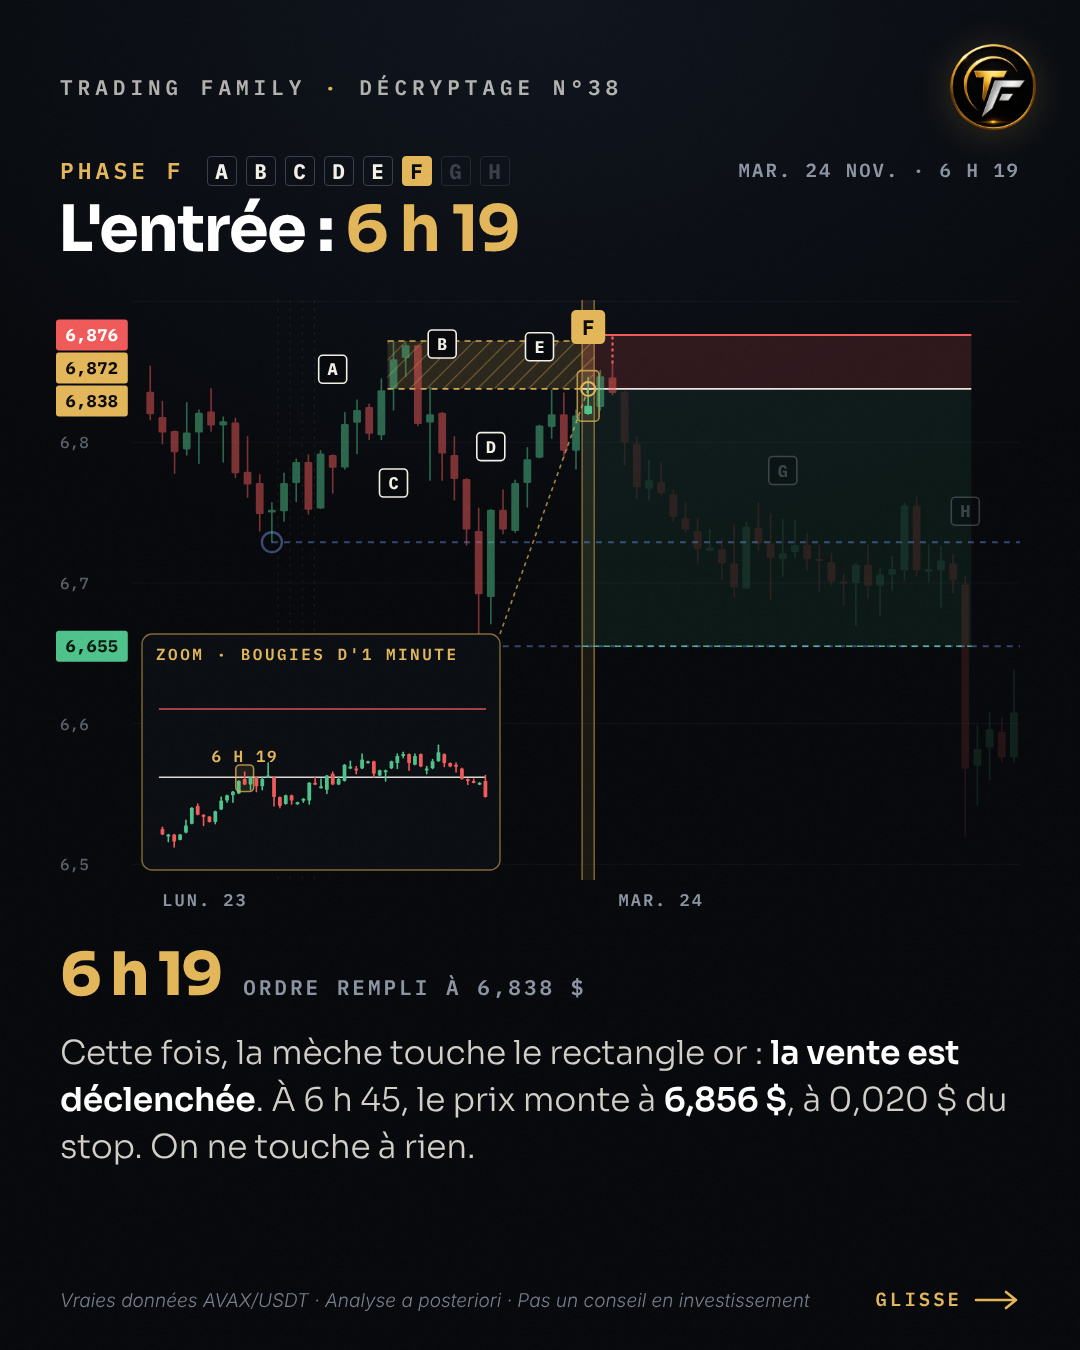 TRADING FAMILY · DÉCRYPTAGE N°38
TF
PHASE F A B C D E F G H
MAR. 24 NOV. · 6 H 19
L'entrée : 6 h 19
6,876
6,872
6,838
6,8
6,7
6,655
6,6
6,5
A
B
C
D
E
F
G
H
ZOOM · BOUGIES D'1 MINUTE
6 H 19
LUN. 23
MAR. 24
6 h 19 ORDRE REMPLI À 6,838 $
Cette fois, la mèche touche le rectangle or : la vente est
déclenchée. À 6 h 45, le prix monte à 6,856 $, à 0,020 $ du
stop. On ne touche à rien.
Vraies données AVAX/USDT · Analyse a posteriori · Pas un conseil en investissement
GLISSE →